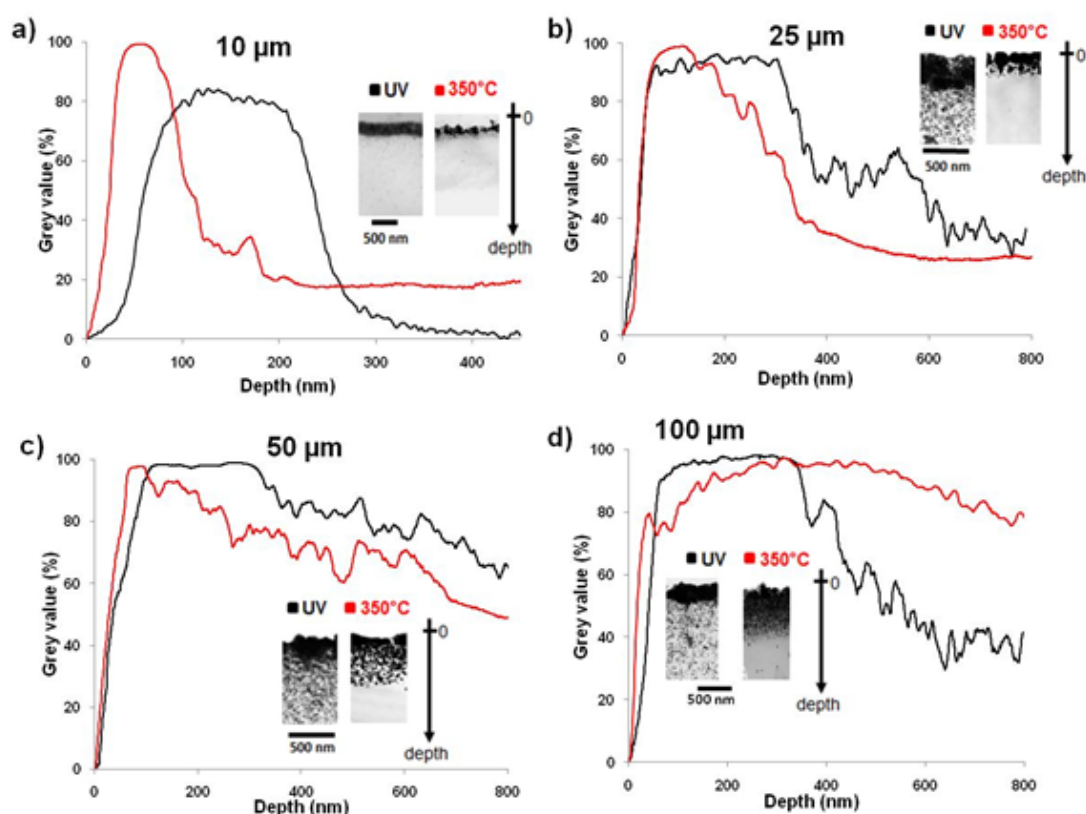 a)
10 µm
Grey value (%)
100
80
60
40
20
0
0
100
200
300
400
Depth (nm)
UV
350°C
500 nm
0
depth
b)
25 µm
Grey value (%)
100
80
60
40
20
0
0
200
400
600
800
Depth (nm)
UV
350°C
500 nm
0
depth
c)
50 µm
Grey value (%)
100
80
60
40
20
0
0
200
400
600
800
Depth (nm)
UV
350°C
500 nm
0
depth
d)
100 µm
Grey value (%)
100
80
60
40
20
0
0
200
400
600
800
Depth (nm)
UV
350°C
500 nm
0
depth